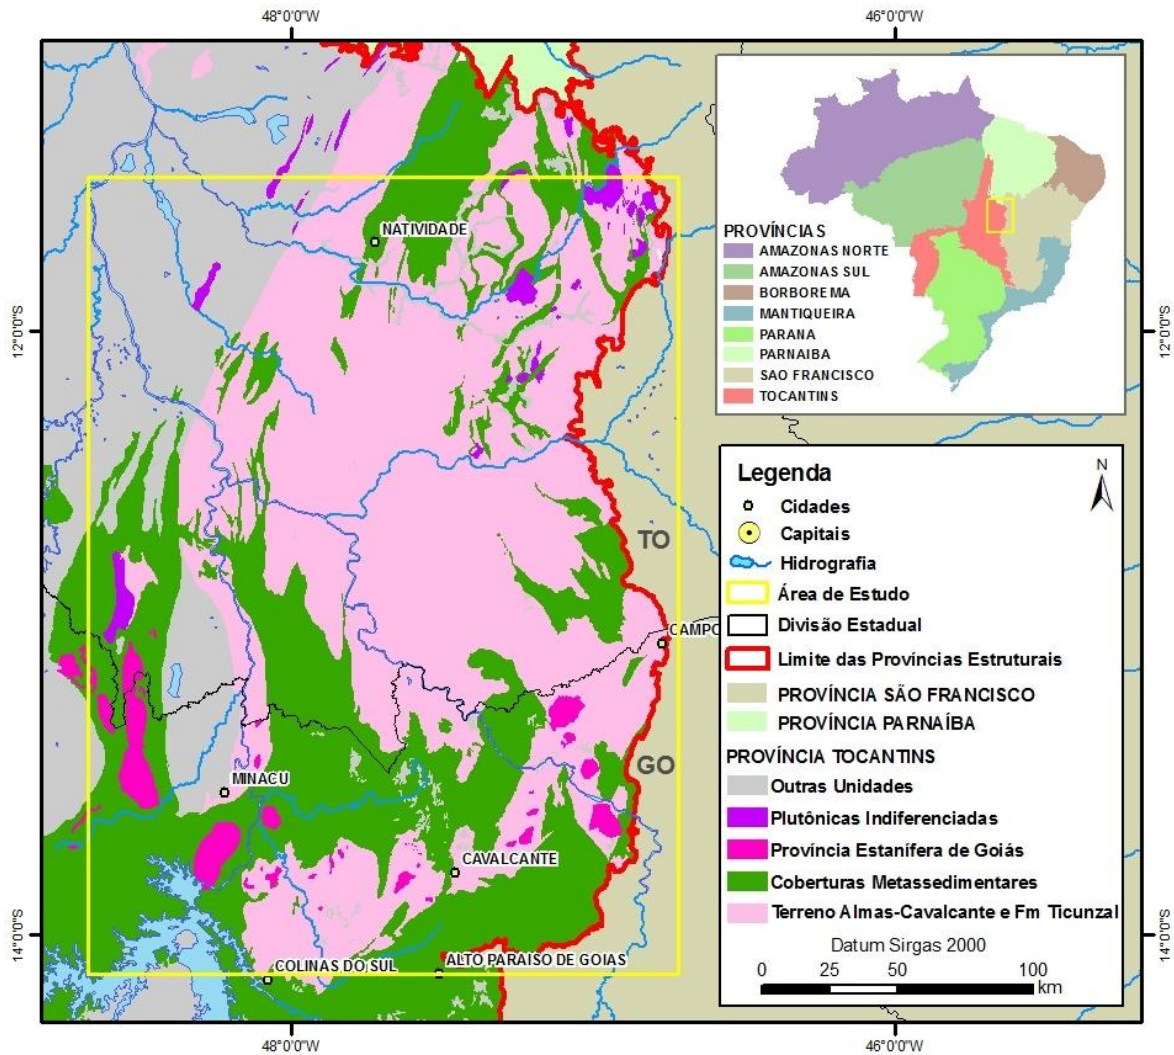 48°0'0"W
46°0'0"W
NATIVIDADE
12°0'0"S
12°0'0"S
PROVÍNCIAS
AMAZONAS NORTE
AMAZONAS SUL
BORBOREMA
MANTIQUEIRA
PARANA
PARNAIBA
SAO FRANCISCO
TOCANTINS
TO
CAMPO
GO
MINACU
CAVALCANTE
COLINAS DO SUL
ALTO PARAISO DE GOIAS
14°0'0"S
14°0'0"S
Legenda
N
Cidades
Capitais
Hidrografia
Área de Estudo
Divisão Estadual
Limite das Províncias Estruturais
PROVÍNCIA SÃO FRANCISCO
PROVÍNCIA PARNAÍBA
PROVÍNCIA TOCANTINS
Outras Unidades
Plutônicas Indiferenciadas
Província Estanífera de Goiás
Coberturas Metassedimentares
Terreno Almas-Cavalcante e Fm Ticunzal
Datum Sirgas 2000
0 25 50 100
km
48°0'0"W
46°0'0"W